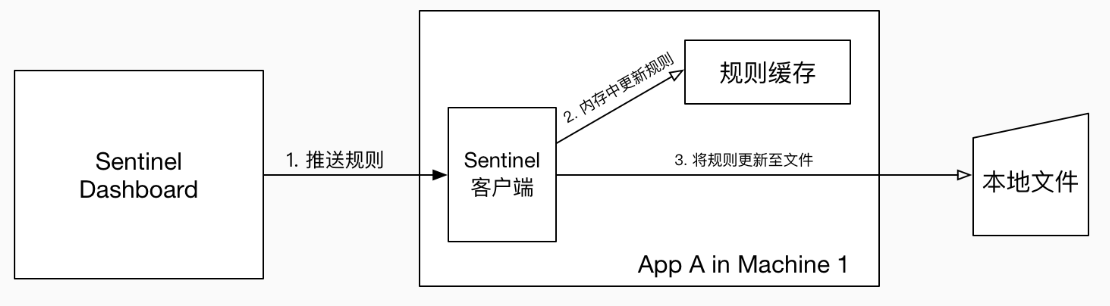 Sentinel
Dashboard
1. 推送规则
Sentinel
客户端
2. 内存中更新规则
规则缓存
3. 将规则更新至文件
本地文件
App A in Machine 1